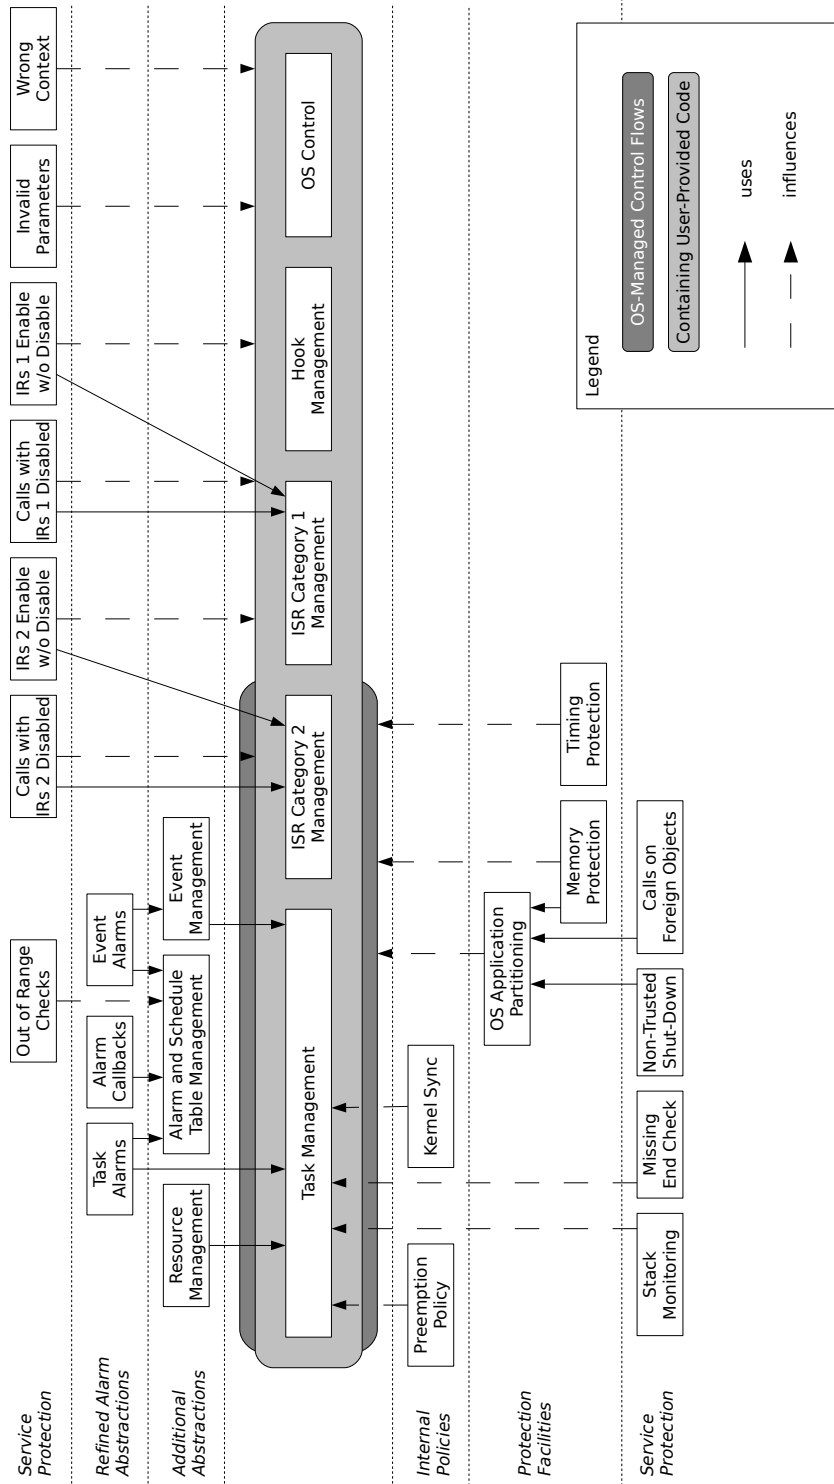 Service
Protection
Out of Range
Checks
Calls with
IRs 2 Disabled
IRs 2 Enable
w/o Disable
Calls with
IRs 1 Disabled
IRs 1 Enable
w/o Disable
Invalid
Parameters
Wrong
Context
Refined Alarm
Abstractions
Task
Alarms
Alarm
Callbacks
Event
Alarms
Additional
Abstractions
Resource
Management
Alarm and Schedule
Table Management
Event
Management
Task Management
ISR Category 2
Management
ISR Category 1
Management
Hook
Management
OS Control
Internal
Policies
Preemption
Policy
Kernel Sync
Protection
Facilities
OS Application
Partitioning
Memory
Protection
Timing
Protection
Service
Protection
Stack
Monitoring
Missing
End Check
Non-Trusted
Shut-Down
Calls on
Foreign Objects
Legend
OS-Managed Control Flows
Containing User-Provided Code
uses
influences